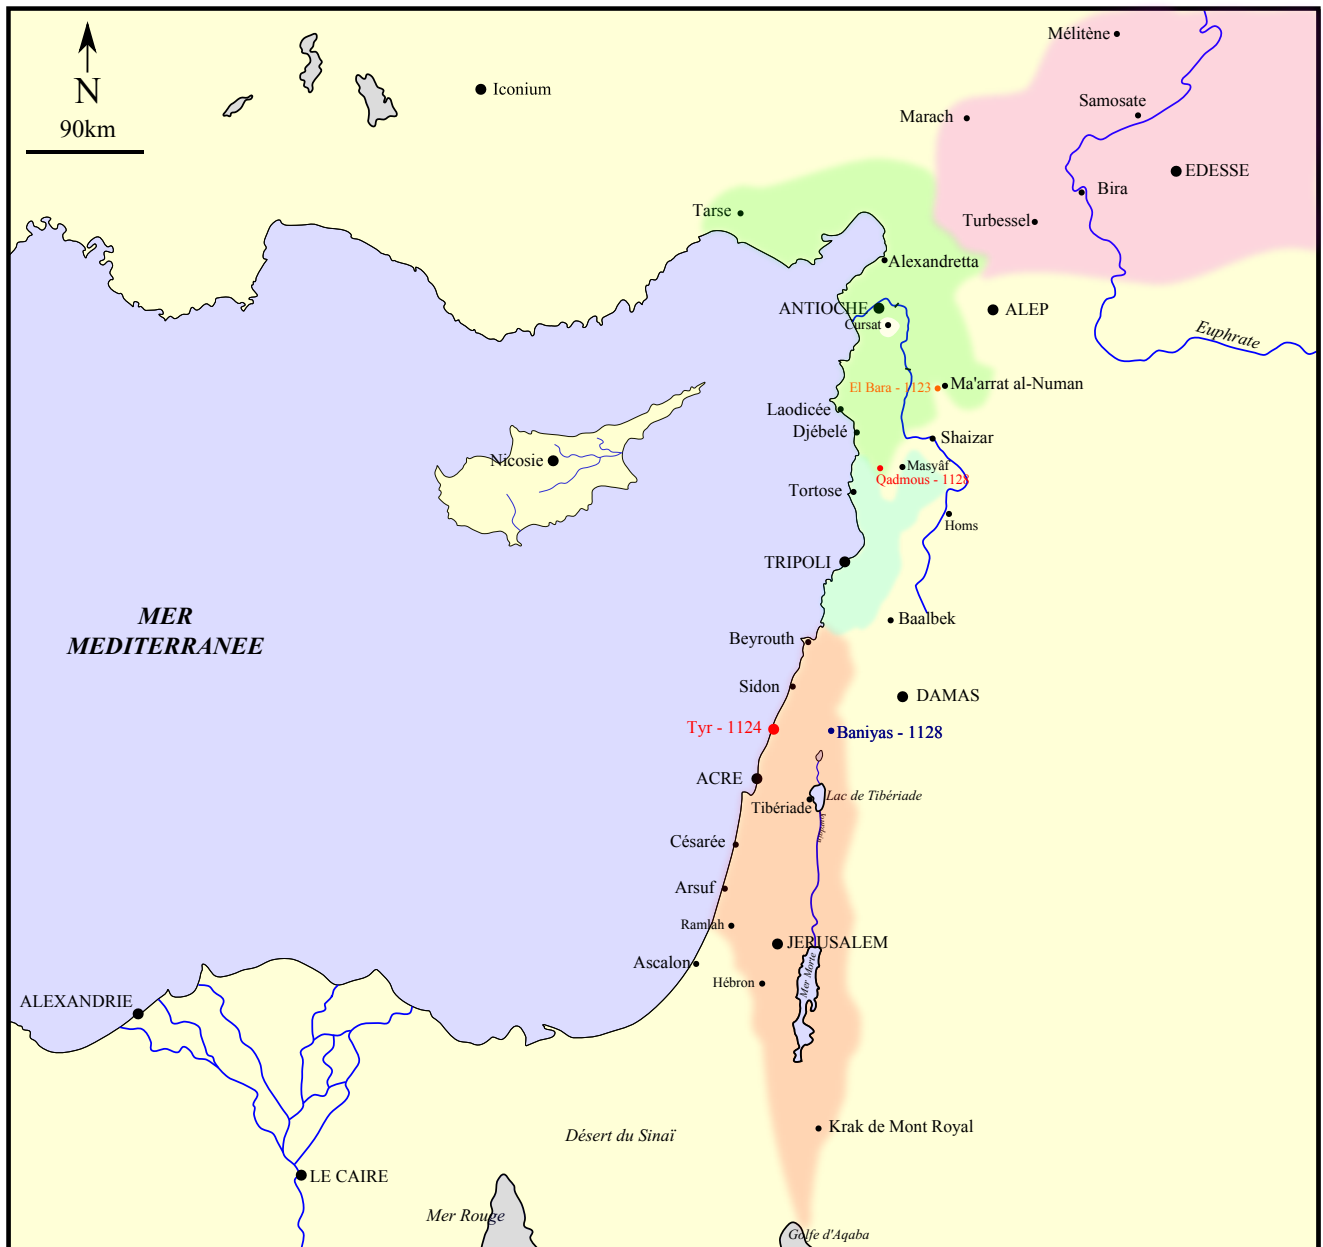 Mélitène
N
Iconium
90km
Samosate
Marach
EDESSE
Bira
Tarse
Turbessel
Alexandretta
ANTIOCHE
ALEP
Cursat
Euphrate
El Bara - 1123
Ma'arrat al-Numan
Laodicée
Djébelé
Shaizar
Nicosie
Masyâf
Qadmous - 1128
Tortose
Homs
TRIPOLI
MER
MEDITERRANEE
Baalbek
Beyrouth
Sidon
DAMAS
Tyr - 1124
Baniyas - 1128
ACRE
Lac de Tibériade
Tibériade
Jourdain
Césarée
Arsuf
Ramlah
JERUSALEM
Ascalon
Mer Morte
Hébron
ALEXANDRIE
Krak de Mont Royal
Désert du Sinaï
LE CAIRE
Mer Rouge
Golfe d'Aqaba